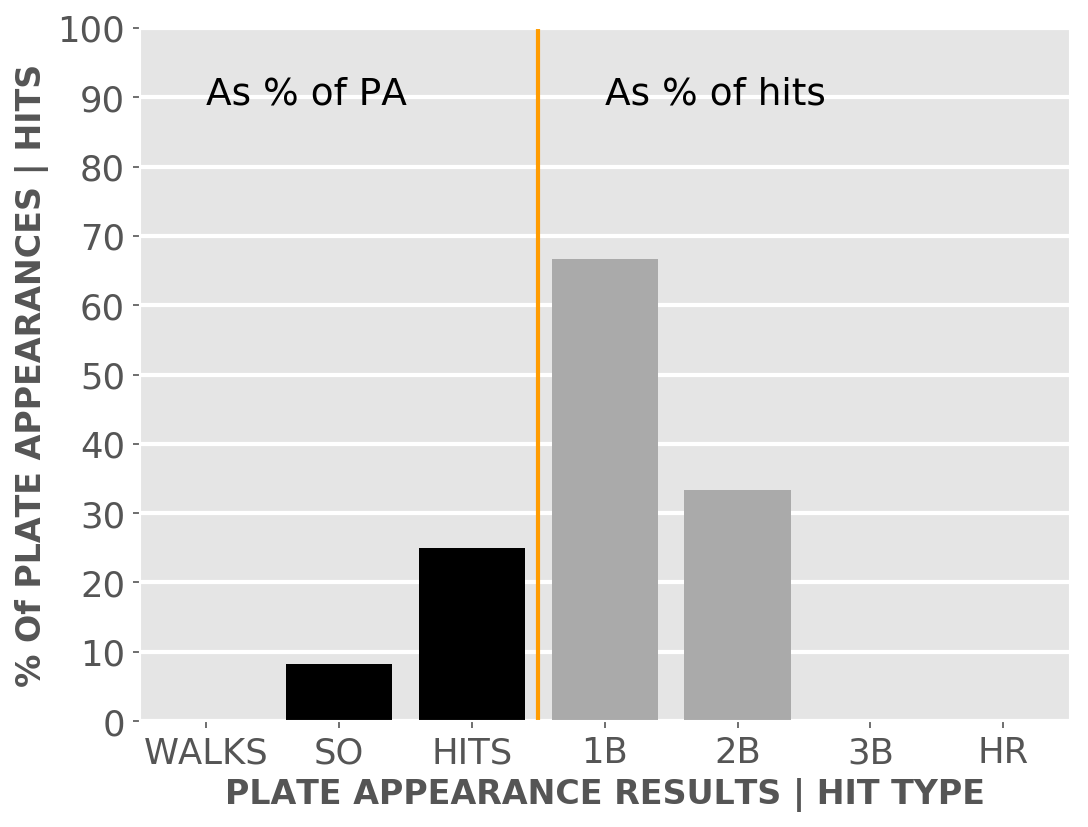 % Of PLATE APPEARANCES | HITS
100
90
80
70
60
50
40
30
20
10
0
As % of PA
As % of hits
WALKS SO HITS 1B 2B 3B HR
PLATE APPEARANCE RESULTS | HIT TYPE